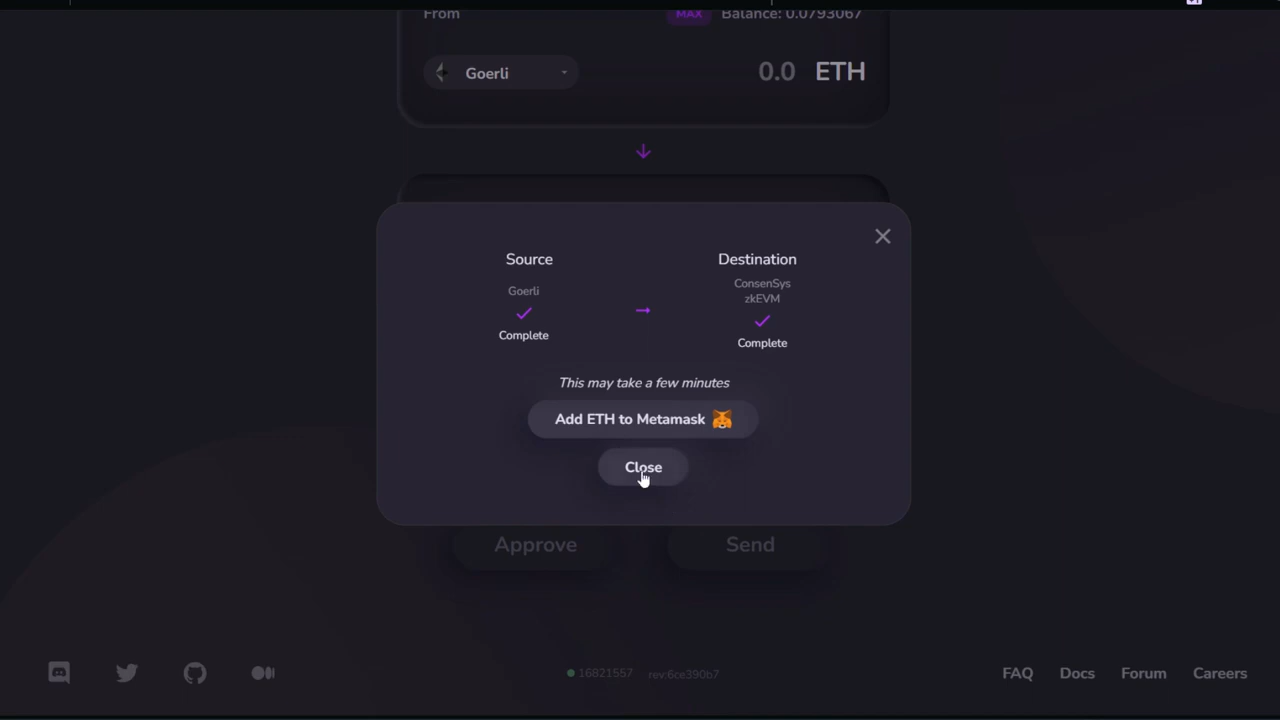 From MAX Balance: 0.0793067
Goerli 0.0 ETH
Source Destination
Goerli ConsenSys
zkEVM
Complete Complete
This may take a few minutes
Add ETH to Metamask
Close
Approve Send
16821557 rev:6ce390b7 FAQ Docs Forum Careers